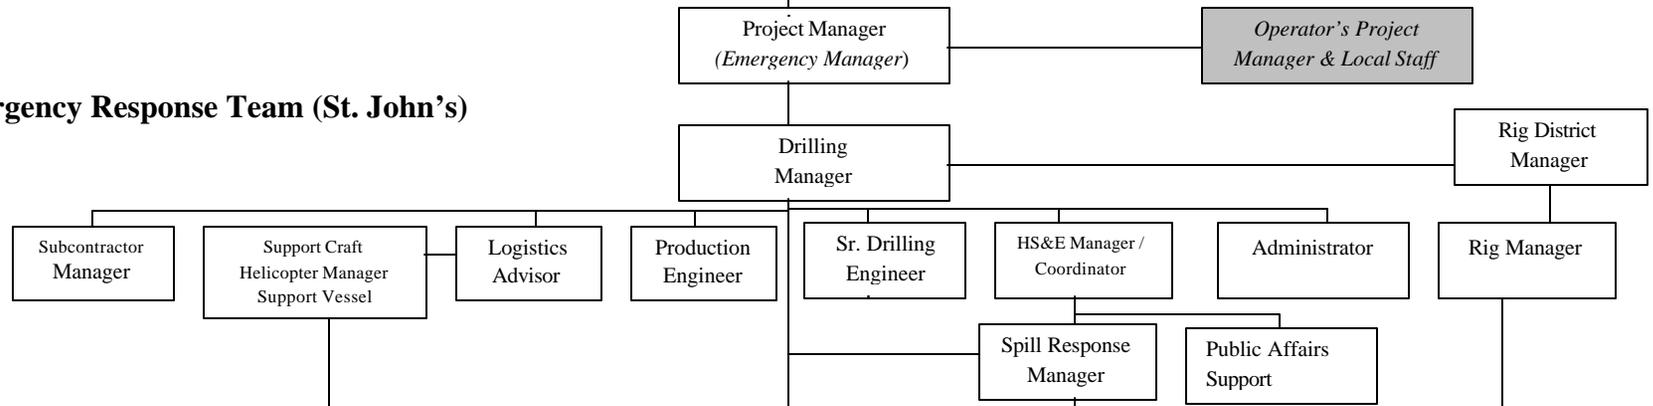 Project Manager
(Emergency Manager)
Operator's Project
Manager & Local Staff
rgency Response Team (St. John's)
Drilling
Manager
Rig District
Manager
Subcontractor
Manager
Support Craft
Helicopter Manager
Support Vessel
Logistics
Advisor
Production
Engineer
Sr. Drilling
Engineer
HS&E Manager /
Coordinator
Administrator
Rig Manager
Spill Response
Manager
Public Affairs
Support